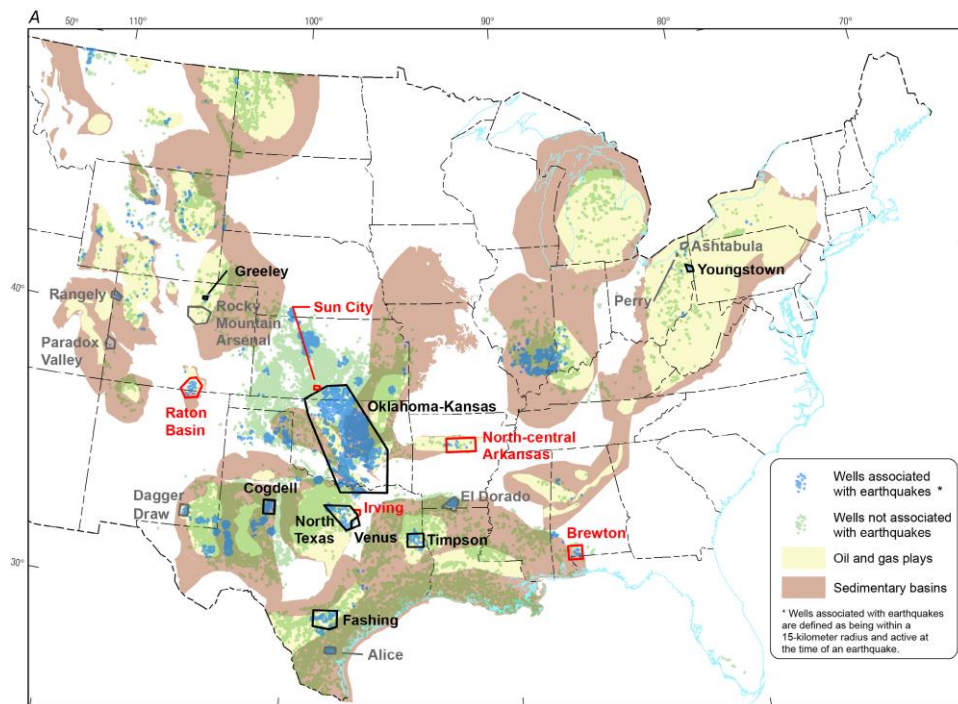 A
50°
110°
100°
90°
80°
70°
40°
30°
Greeley
Rangely
Rocky
Mountain
Arsenal
Paradox
Valley
Sun City
Raton
Basin
Oklahoma-Kansas
North-central
Arkansas
Ashtabula
Youngstown
Perry
Dagger
Draw
Cogdell
El Dorado
Irving
North
Texas
Venus
Timpson
Brewton
Fashing
Alice
Wells associated
with earthquakes *
Wells not associated
with earthquakes
Oil and gas plays
Sedimentary basins
* Wells associated with earthquakes
are defined as being within a
15-kilometer radius and active at
the time of an earthquake.